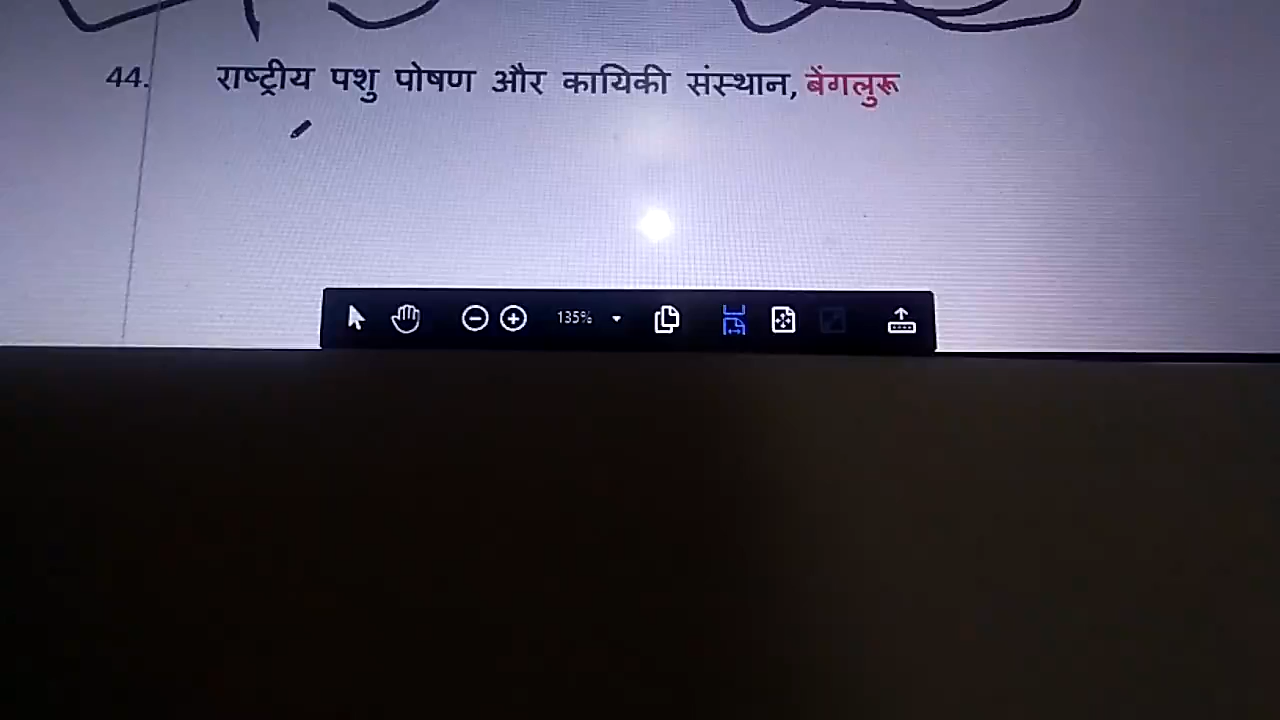 44. राष्ट्रीय पशु पोषण और कायिकी संस्थान, बेंगलुरू
135%